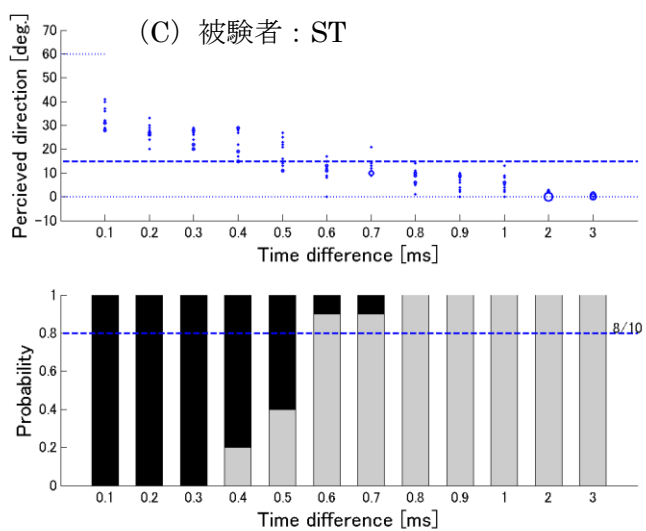 (C) 被験者：ST
Percieved direction [deg.]
70
60
50
40
30
20
10
0
-10
0.1 0.2 0.3 0.4 0.5 0.6 0.7 0.8 0.9 1 2 3
Time difference [ms]
Probability
1
0.8
0.6
0.4
0.2
0
8/10
0.1 0.2 0.3 0.4 0.5 0.6 0.7 0.8 0.9 1 2 3
Time difference [ms]